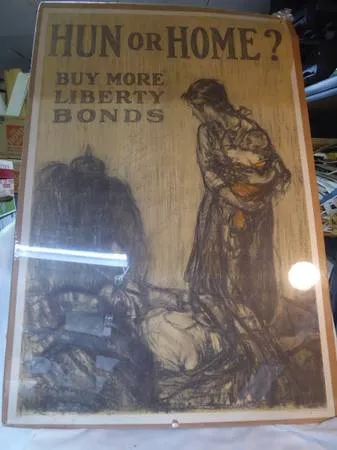 HUN OR HOME?
BUY MORE
LIBERTY
BONDS